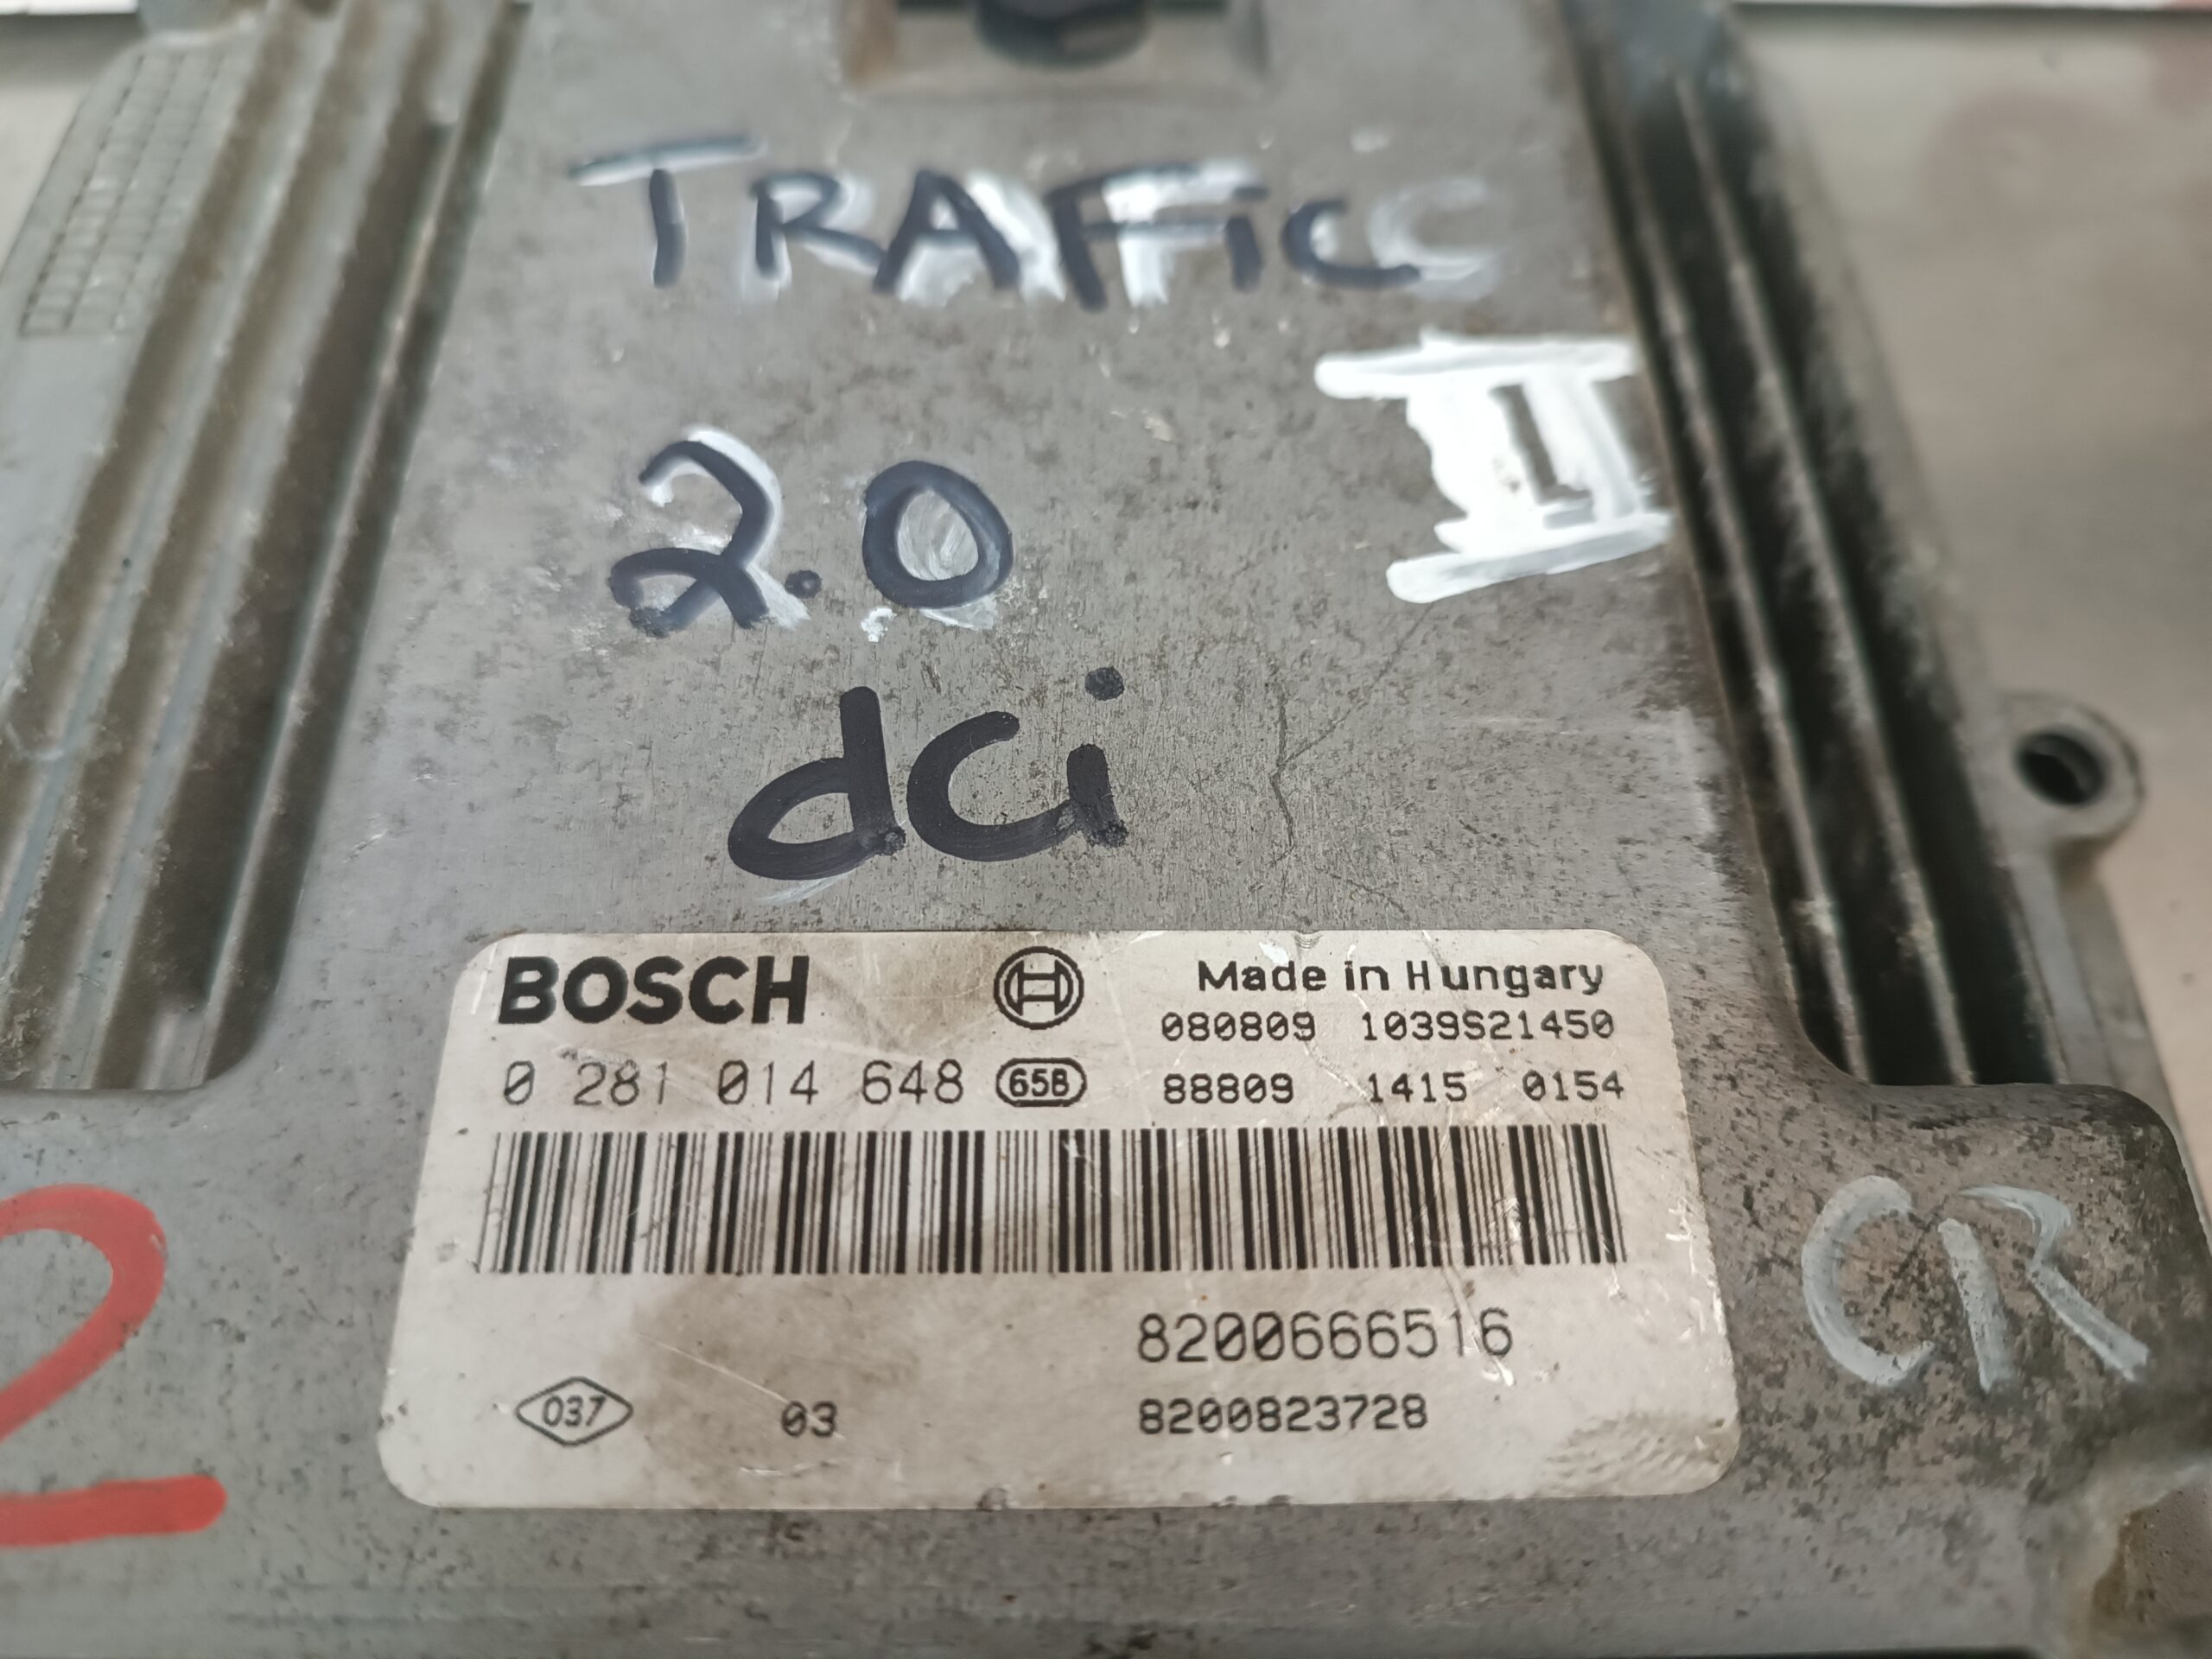 TRAFiC
II
2.0
dci
BOSCH
Made in Hungary
080809 1039S21450
0 281 014 648 65B 88809 1415 0154
8200666516
037 03 8200823728
2
CR